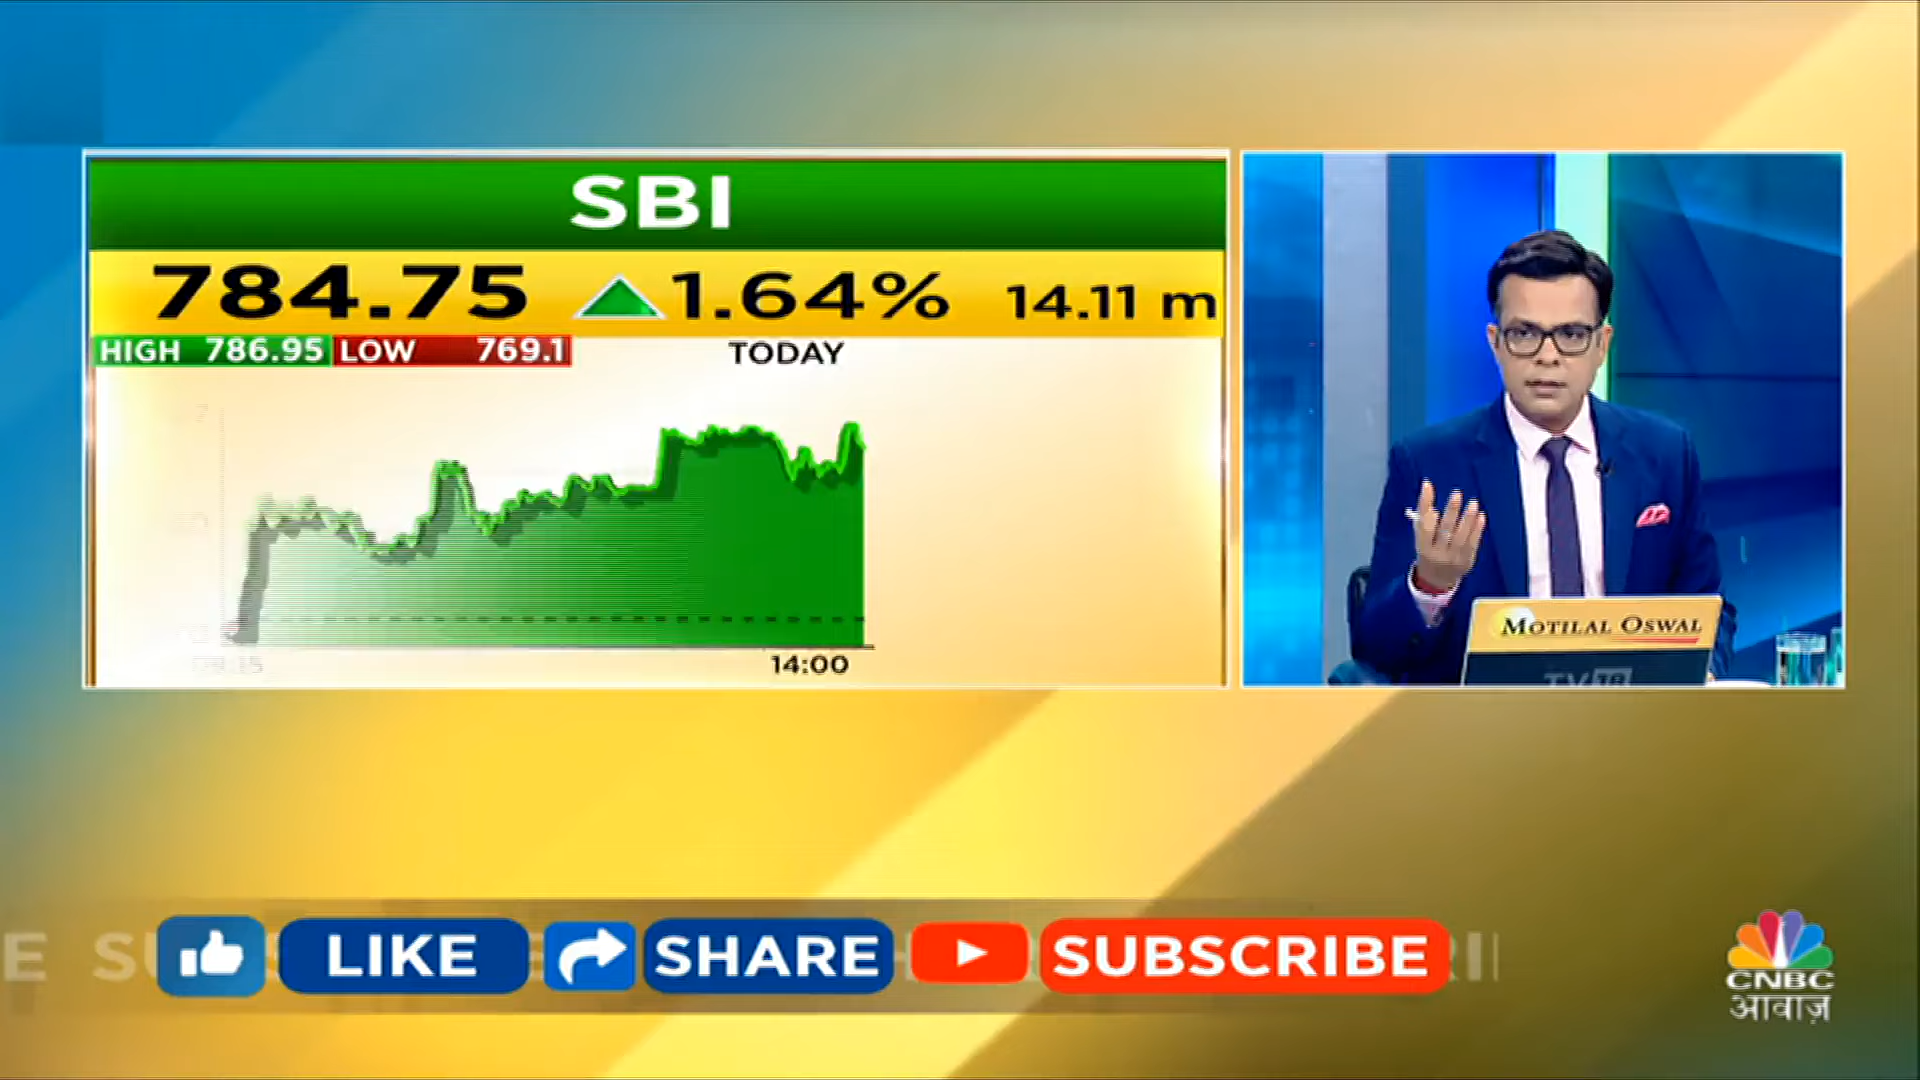 SBI
784.75 1.64% 14.11 m
HIGH 786.95 LOW 769.1
TODAY
14:00
MOTILAL OSWAL
TV18
LIKE SHARE SUBSCRIBE
CNBC
आवाज़